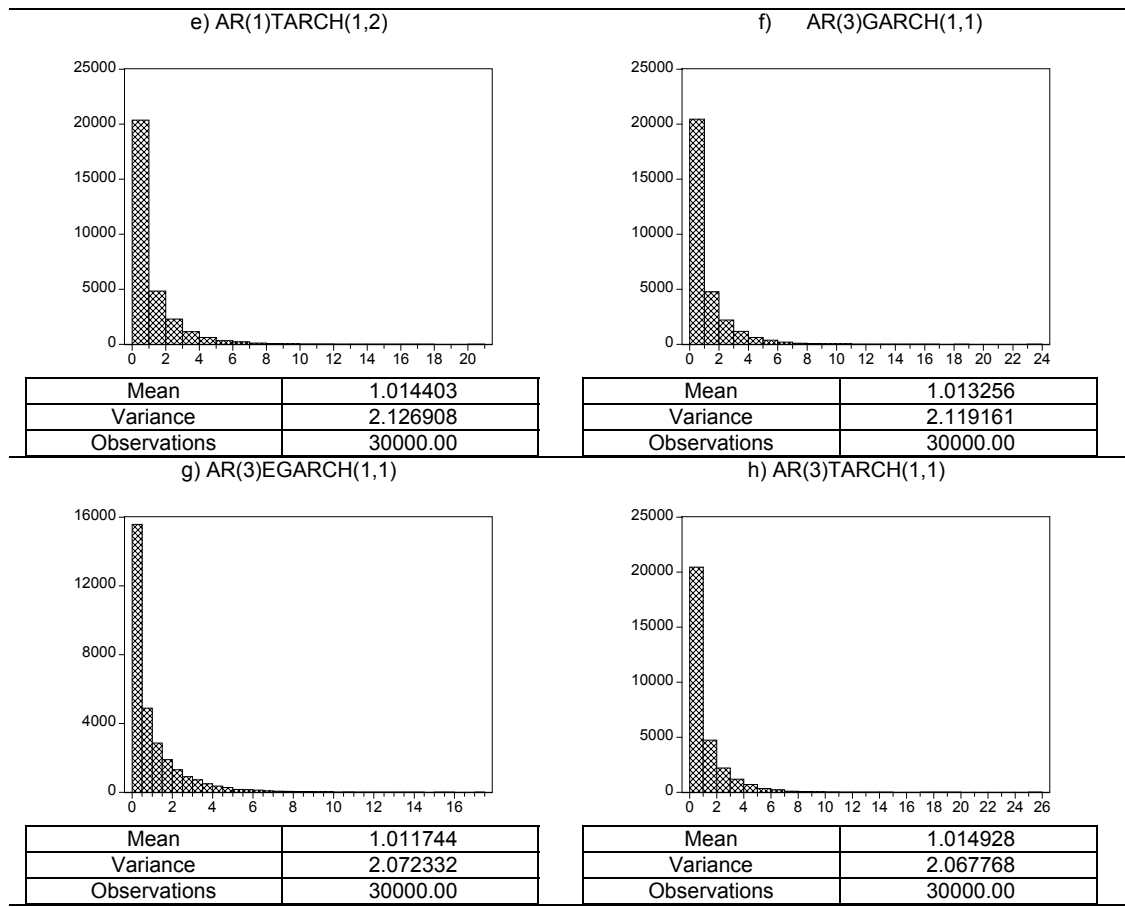 e) AR(1)TARCH(1,2)
25000
20000
15000
10000
5000
0
0 2 4 6 8 10 12 14 16 18 20
Mean 1.014403
Variance 2.126908
Observations 30000.00
f) AR(3)GARCH(1,1)
25000
20000
15000
10000
5000
0
0 2 4 6 8 10 12 14 16 18 20 22 24
Mean 1.013256
Variance 2.119161
Observations 30000.00
g) AR(3)EGARCH(1,1)
16000
12000
8000
4000
0
0 2 4 6 8 10 12 14 16
Mean 1.011744
Variance 2.072332
Observations 30000.00
h) AR(3)TARCH(1,1)
25000
20000
15000
10000
5000
0
0 2 4 6 8 10 12 14 16 18 20 22 24 26
Mean 1.014928
Variance 2.067768
Observations 30000.00